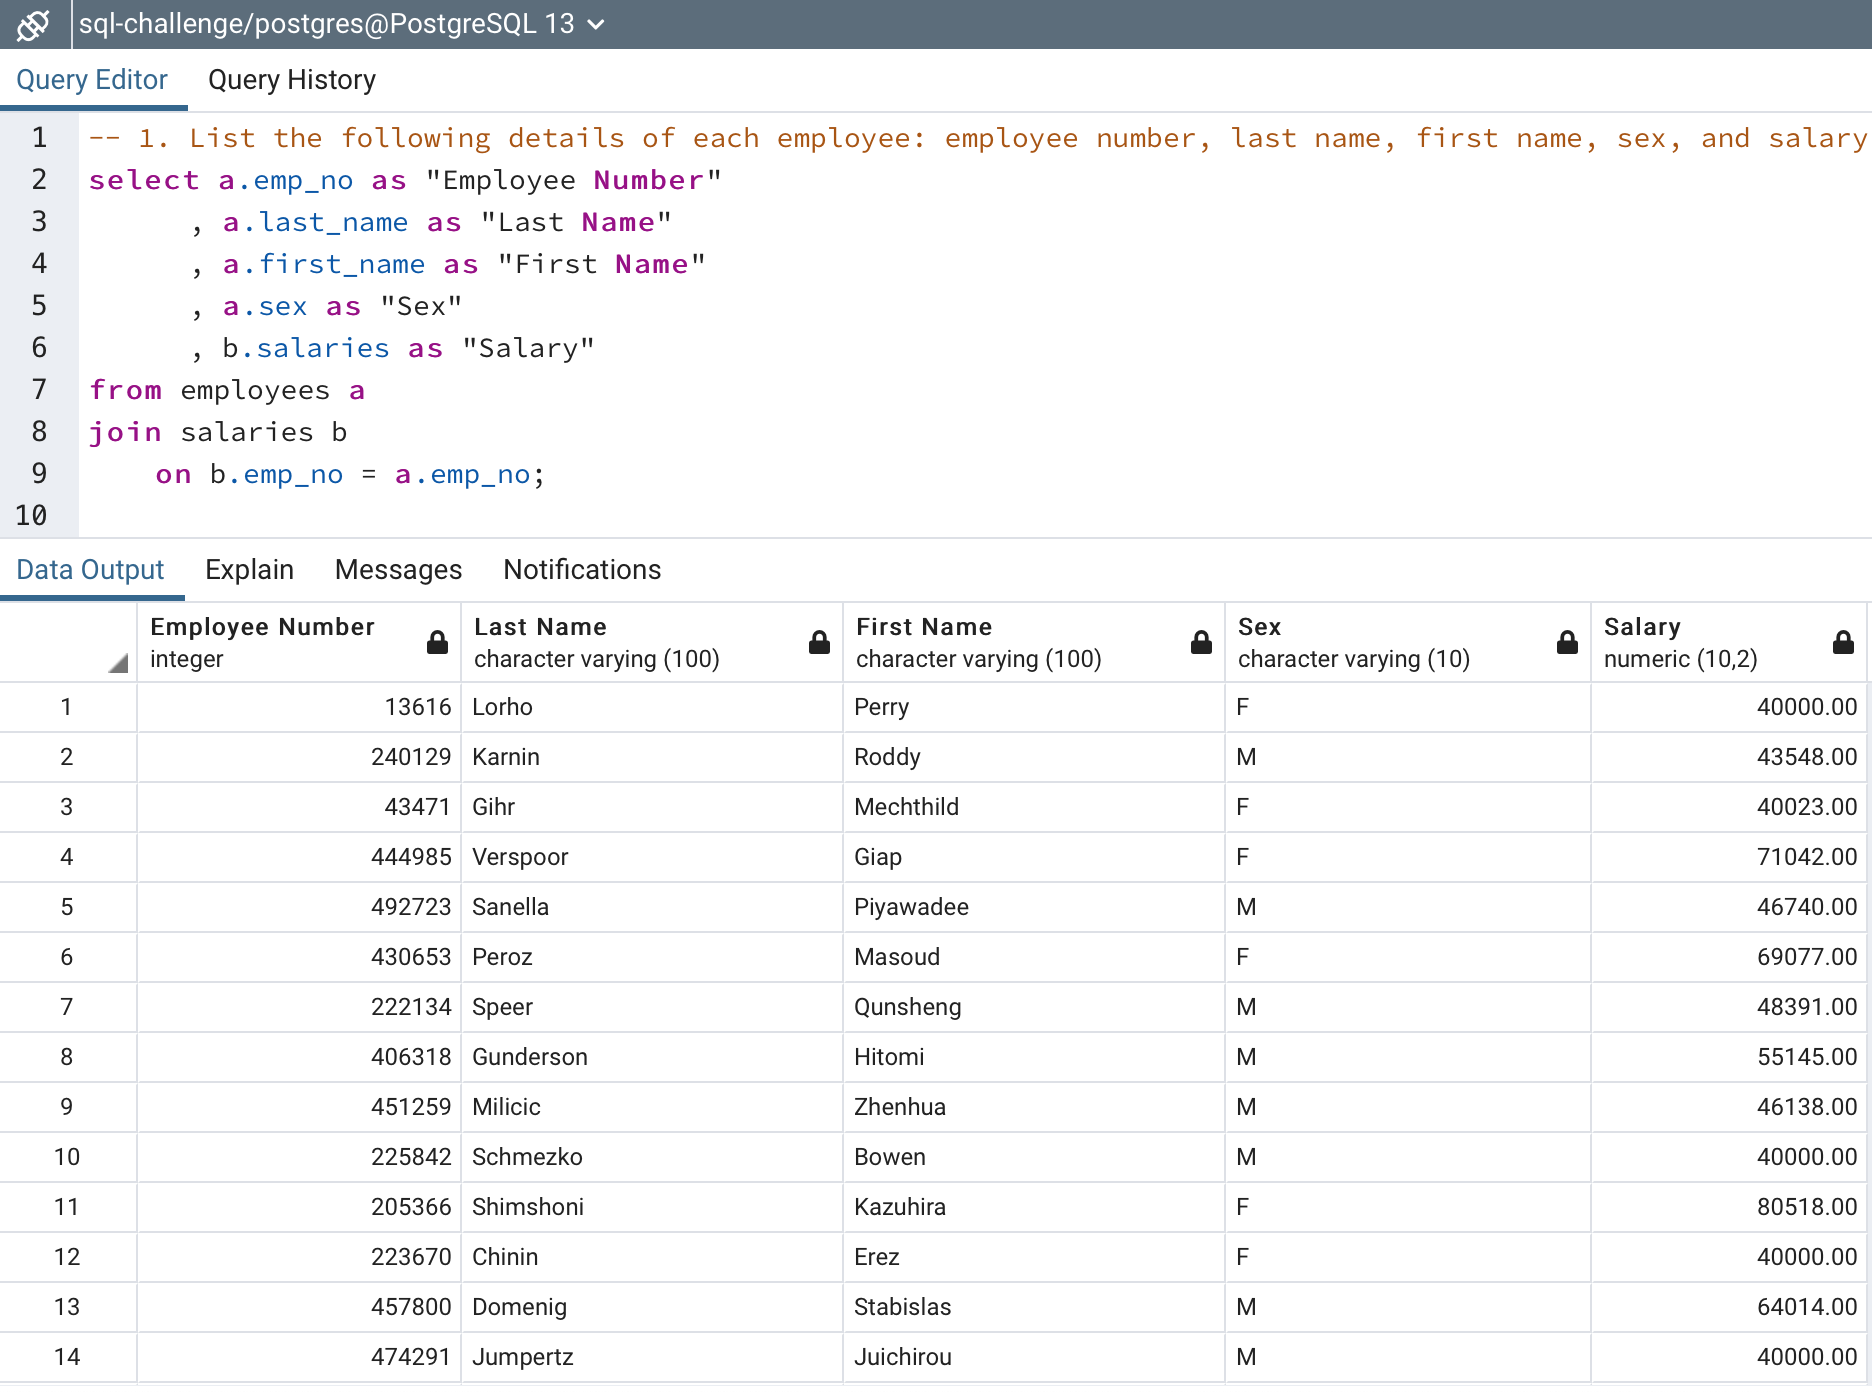 sql-challenge/postgres@PostgreSQL 13
Query Editor Query History
1 -- 1. List the following details of each employee: employee number, last name, first name, sex, and salary
2 select a.emp_no as "Employee Number"
3 , a.last_name as "Last Name"
4 , a.first_name as "First Name"
5 , a.sex as "Sex"
6 , b.salaries as "Salary"
7 from employees a
8 join salaries b
9 on b.emp_no = a.emp_no;
10
Data Output Explain Messages Notifications
Employee Number Last Name First Name Sex Salary
integer character varying (100) character varying (100) character varying (10) numeric (10,2)
1 13616 Lorho Perry F 40000.00
2 240129 Karnin Roddy M 43548.00
3 43471 Gihr Mechthild F 40023.00
4 444985 Verspoor Giap F 71042.00
5 492723 Sanella Piyawadee M 46740.00
6 430653 Peroz Masoud F 69077.00
7 222134 Speer Qunsheng M 48391.00
8 406318 Gunderson Hitomi M 55145.00
9 451259 Milicic Zhenhua M 46138.00
10 225842 Schmezko Bowen M 40000.00
11 205366 Shimshoni Kazuhira F 80518.00
12 223670 Chinin Erez F 40000.00
13 457800 Domenig Stabislas M 64014.00
14 474291 Jumpertz Juichirou M 40000.00